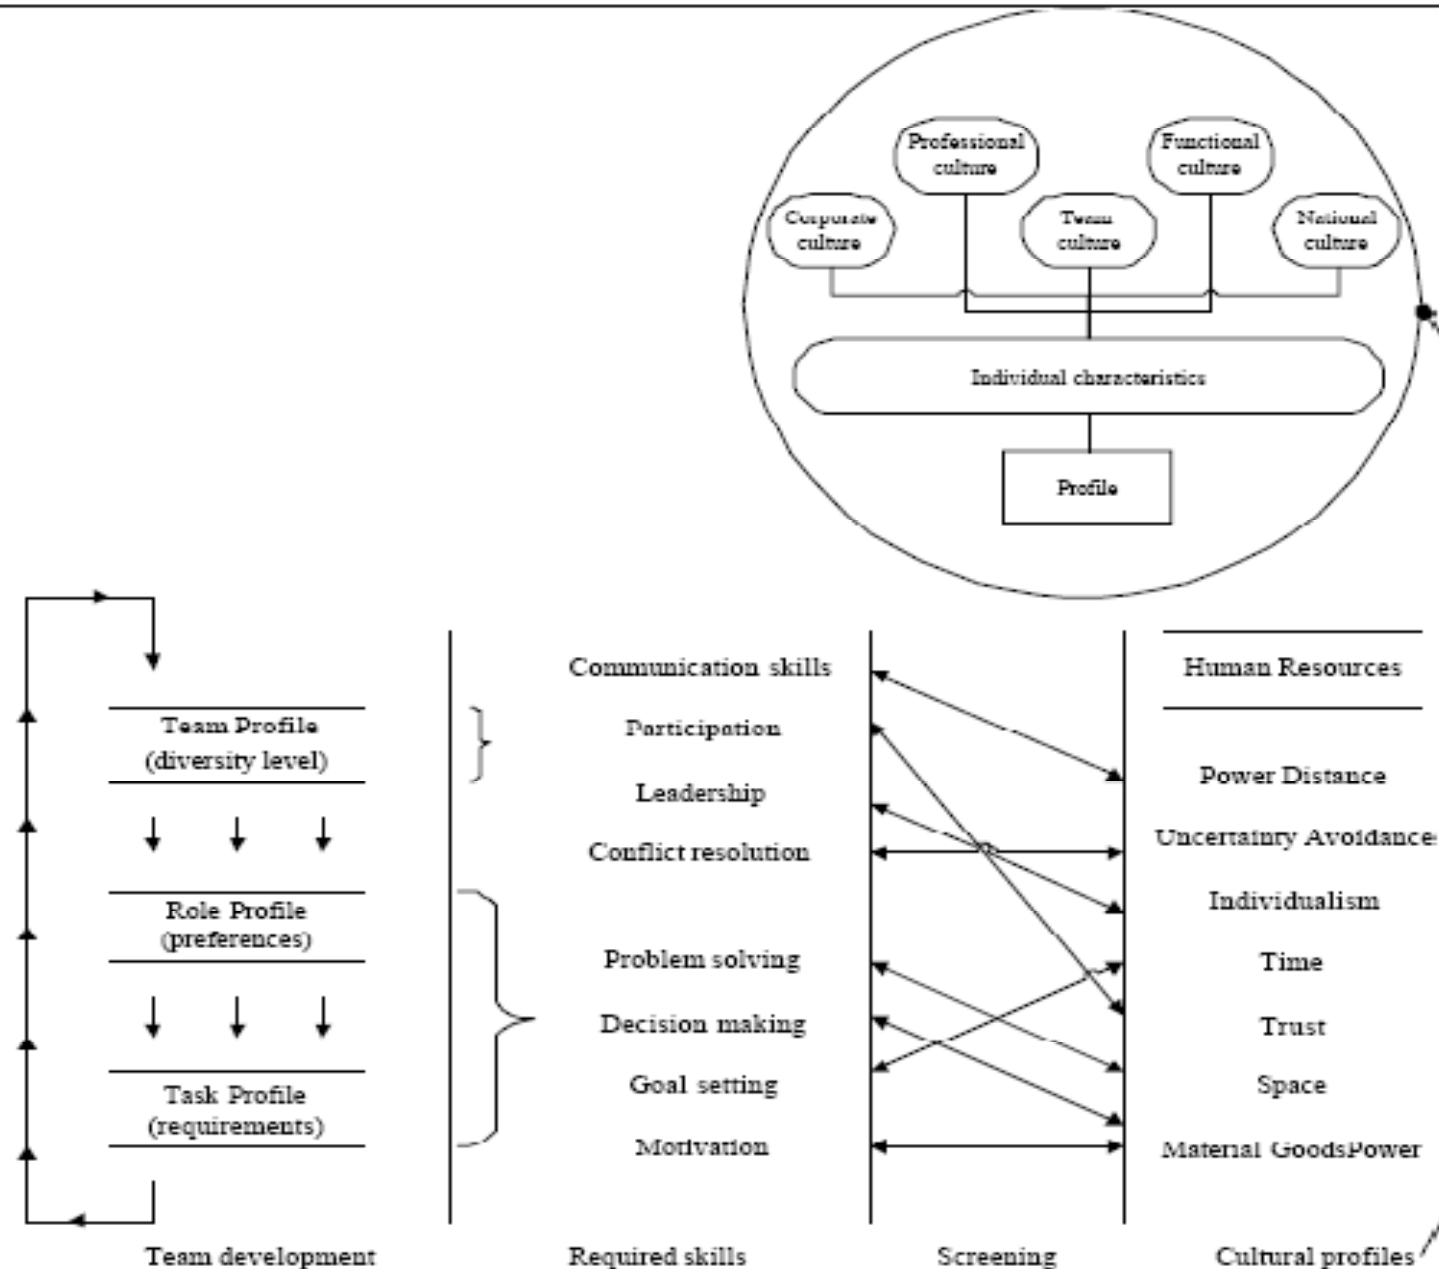 Professional
culture
Functional
culture
Corporate
culture
Team
culture
National
culture
Individual characteristics
Profile
Communication skills
Human Resources
Team Profile
(diversity level)
Participation
Leadership
Power Distance
Conflict resolution
Uncertainty Avoidance
Role Profile
(preferences)
Individualism
Problem solving
Time
Decision making
Trust
Task Profile
(requirements)
Goal setting
Space
Motivation
Material GoodsPower
Team development
Required skills
Screening
Cultural profiles